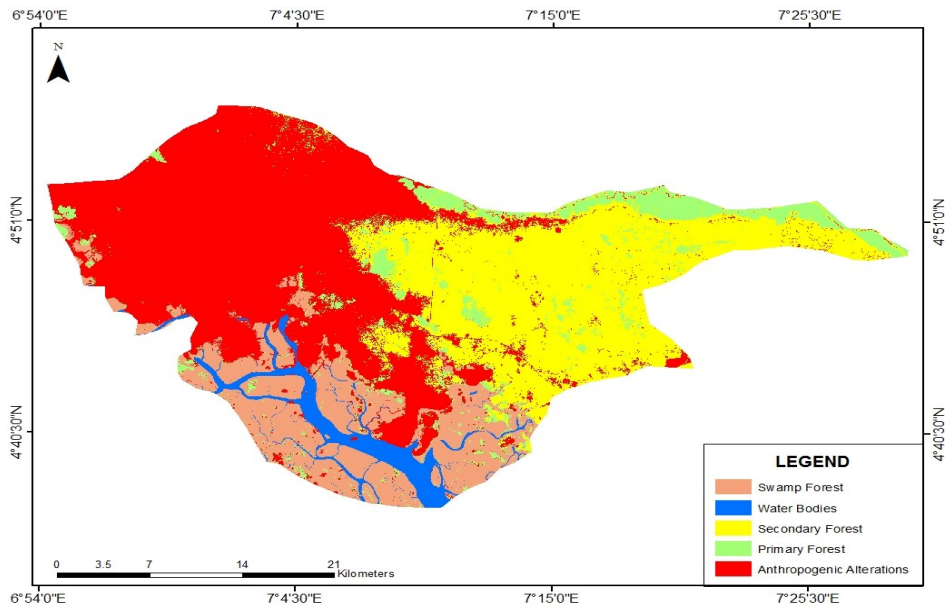 6°54'0"E 7°4'30"E 7°15'0"E 7°25'30"E
N
4°51'0"N 4°51'0"N
4°40'30"N 4°40'30"N
LEGEND
Swamp Forest
Water Bodies
Secondary Forest
Primary Forest
Anthropogenic Alterations
0 3.5 7 14 21
Kilometers
6°54'0"E 7°4'30"E 7°15'0"E 7°25'30"E